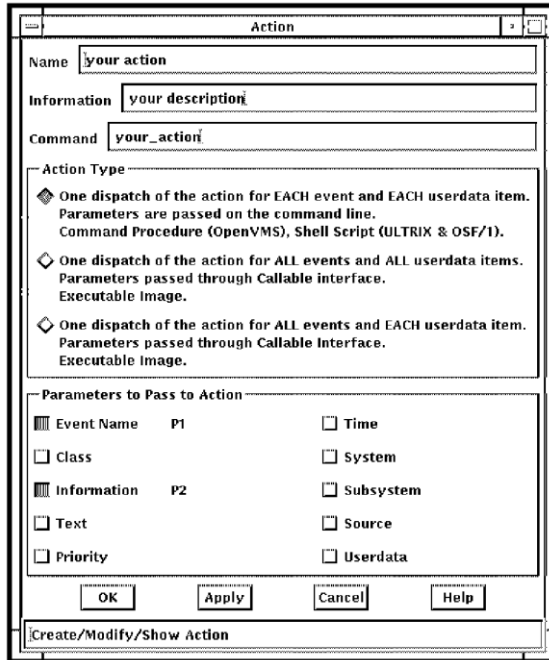 Action
Name your action
Information your description
Command your_action
Action Type
One dispatch of the action for EACH event and EACH userdata item.
Parameters are passed on the command line.
Command Procedure (OpenVMS), Shell Script (ULTRIX & OSF/1).
One dispatch of the action for ALL events and ALL userdata items.
Parameters passed through Callable interface.
Executable Image.
One dispatch of the action for ALL events and EACH userdata item.
Parameters passed through Callable Interface.
Executable Image.
Parameters to Pass to Action
Event Name P1 Time
Class System
Information P2 Subsystem
Text Source
Priority Userdata
OK Apply Cancel Help
Create/Modify/Show Action